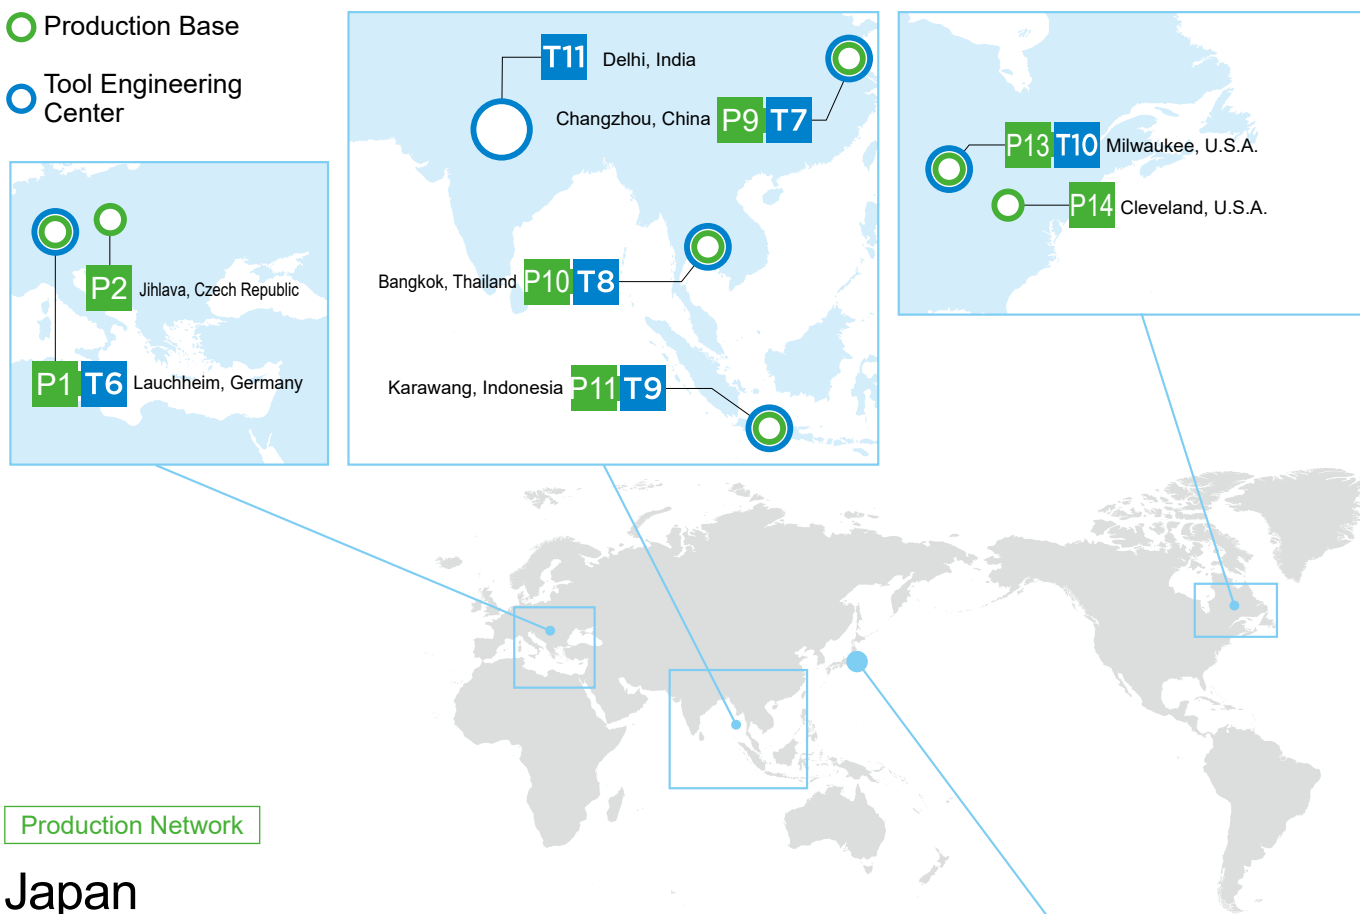 Production Base
Tool Engineering
Center
T11 Delhi, India
Changzhou, China P9 T7
Bangkok, Thailand P10 T8
Karawang, Indonesia P11 T9
P13 T10 Milwaukee, U.S.A.
P14 Cleveland, U.S.A.
P2 Jihlava, Czech Republic
P1 T6 Lauchheim, Germany
Production Network
Japan